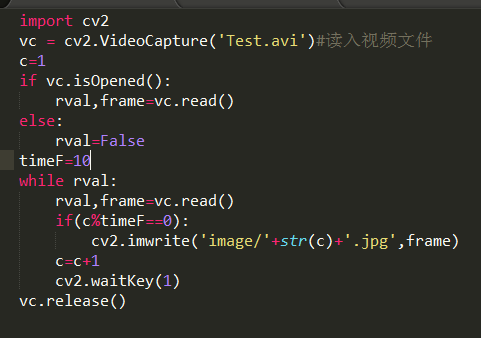 import cv2
vc = cv2.VideoCapture('Test.avi')#读入视频文件
c=1
if vc.isOpened():
    rval,frame=vc.read()
else:
    rval=False
timeF=10
while rval:
    rval,frame=vc.read()
    if(c%timeF==0):
        cv2.imwrite('image/'+str(c)+'.jpg',frame)
    c=c+1
    cv2.waitKey(1)
vc.release()